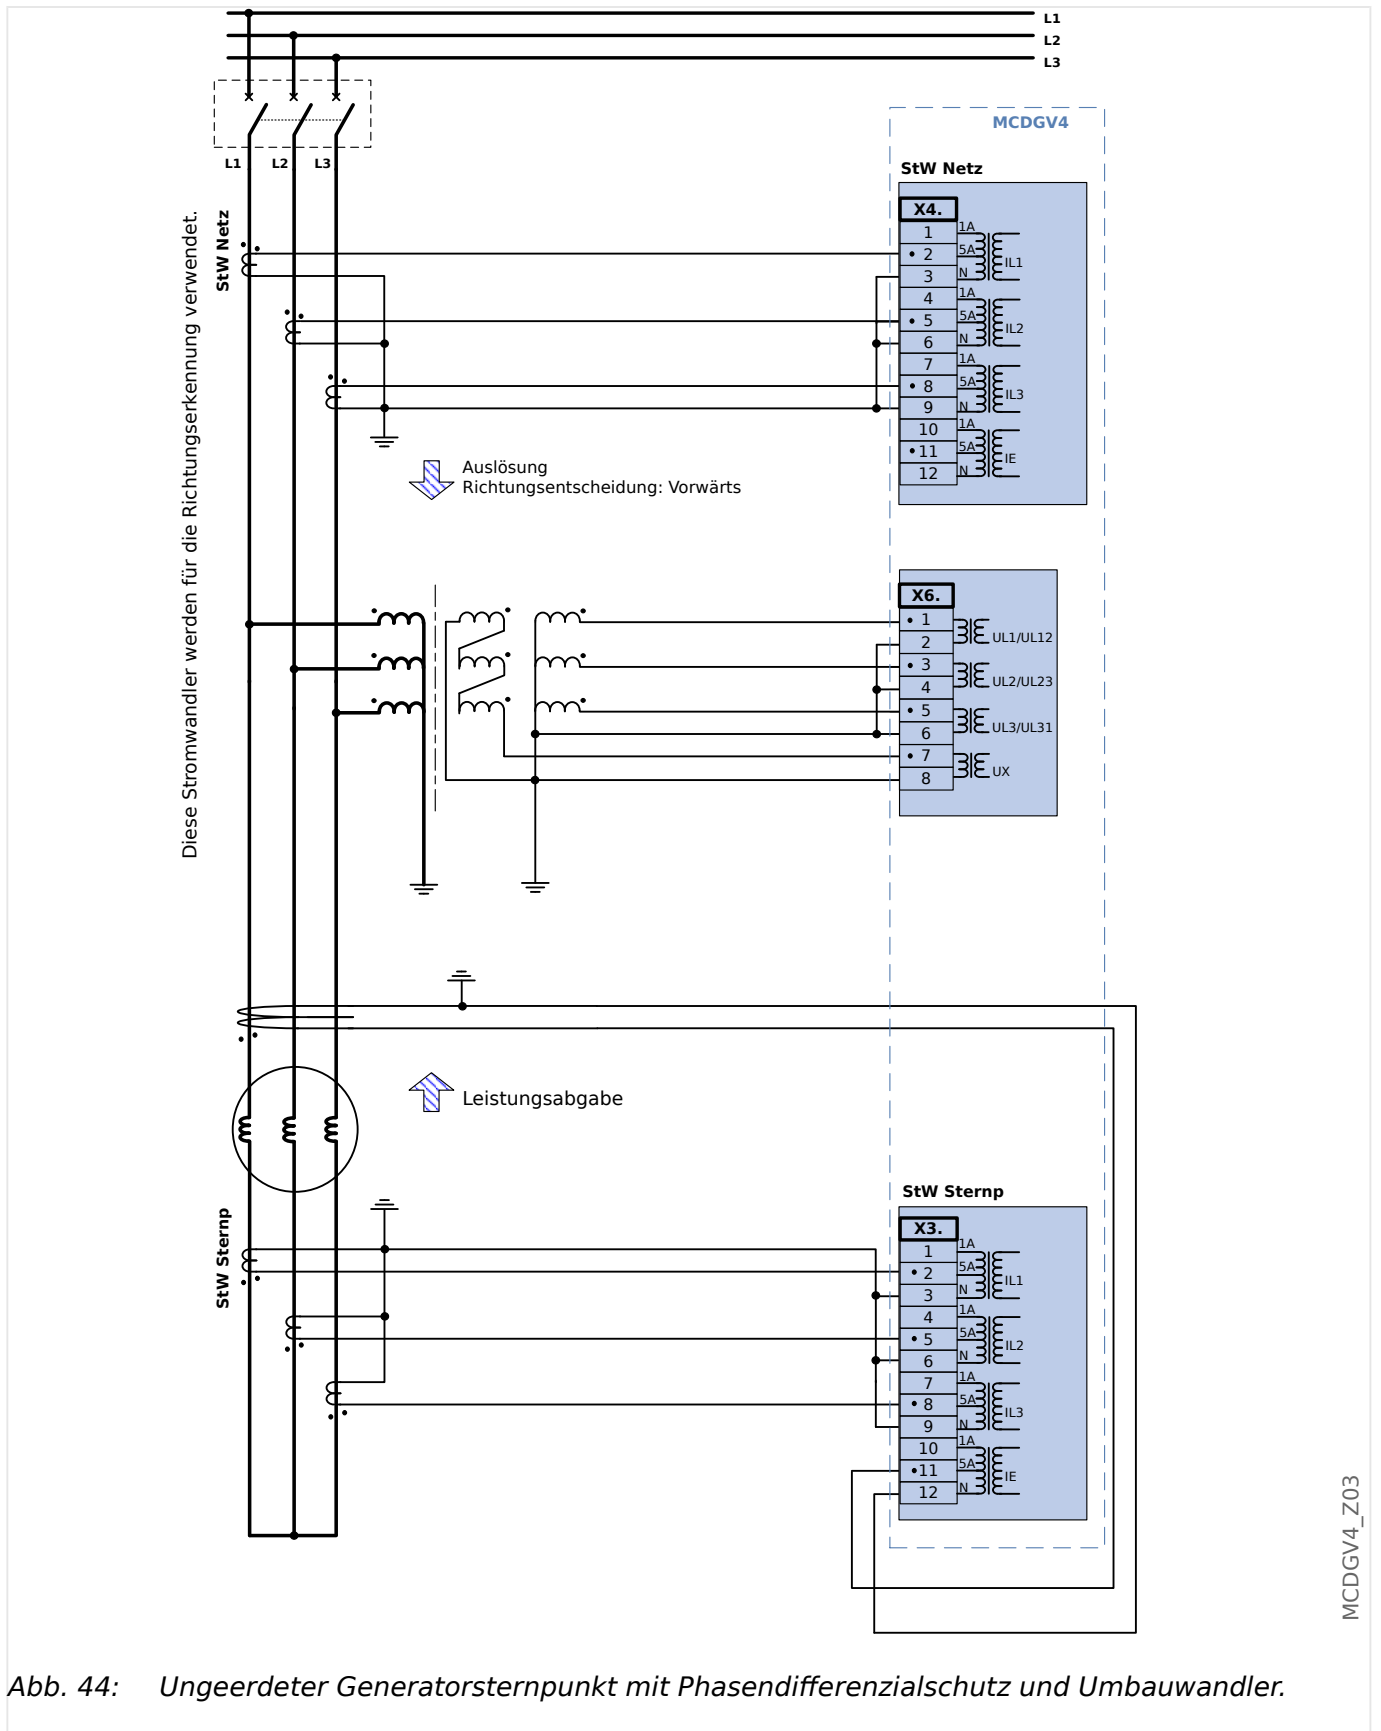 L1
L2
L3
L1 L2 L3
MCDGV4
StW Netz
StW Netz
Diese Stromwandler werden für die Richtungserkennung verwendet.
X4.
1 1A
2 5A
3 N
IL1
4 1A
5 5A
6 N
IL2
7 1A
8 5A
9 N
IL3
10 1A
11 5A
12 N
IE
Auslösung
Richtungsentscheidung: Vorwärts
X6.
1
2
UL1/UL12
3
4
UL2/UL23
5
6
UL3/UL31
7
8
UX
Leistungsabgabe
StW Sternp
StW Sternp
X3.
1 1A
2 5A
3 N
IL1
4 1A
5 5A
6 N
IL2
7 1A
8 5A
9 N
IL3
10 1A
11 5A
12 N
IE
MCDGV4_Z03
Abb. 44: Ungeerdeter Generatorsternpunkt mit Phasendifferenzialschutz und Umbauwandler.